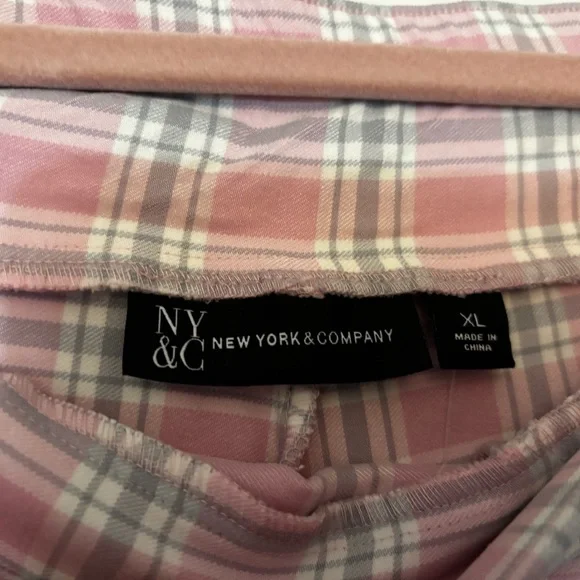 NY
&C
NEW YORK & COMPANY
XL
MADE IN
CHINA